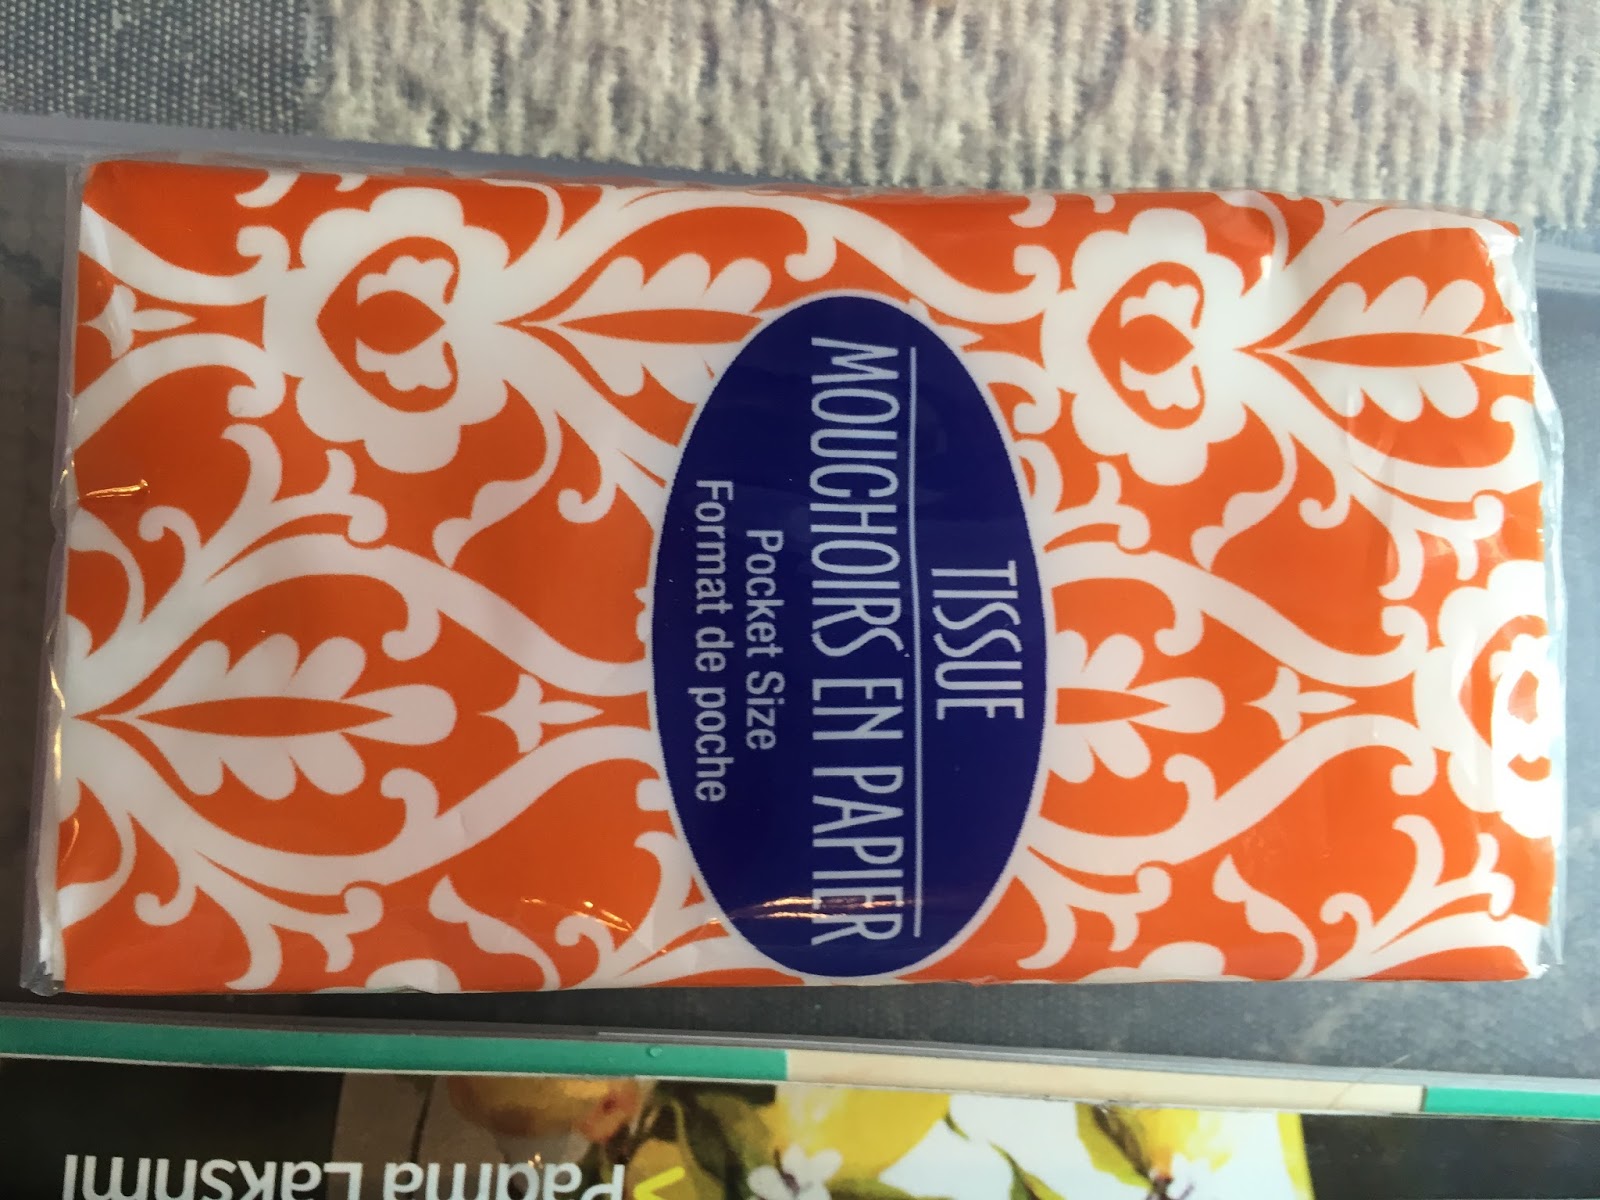 TISSUE
MOUCHOIRS EN PAPIER
Pocket Size
Format de poche
Padma Lakshmi